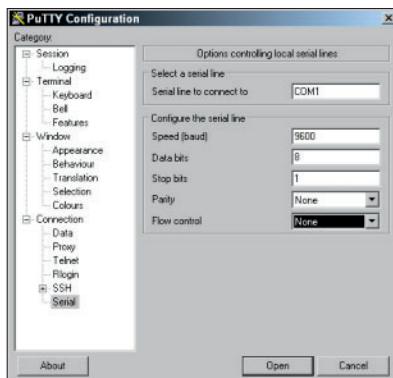 PuTTY Configuration
Category:
Session
Logging
Terminal
Keyboard
Bell
Features
Window
Appearance
Behaviour
Translation
Selection
Colours
Connection
Data
Proxy
Telnet
Rlogin
SSH
Serial
Options controlling local serial lines
Select a serial line
Serial line to connect to
COM1
Configure the serial line
Speed (baud)
9600
Data bits
8
Stop bits
1
Parity
None
Flow control
None
About
Open
Cancel